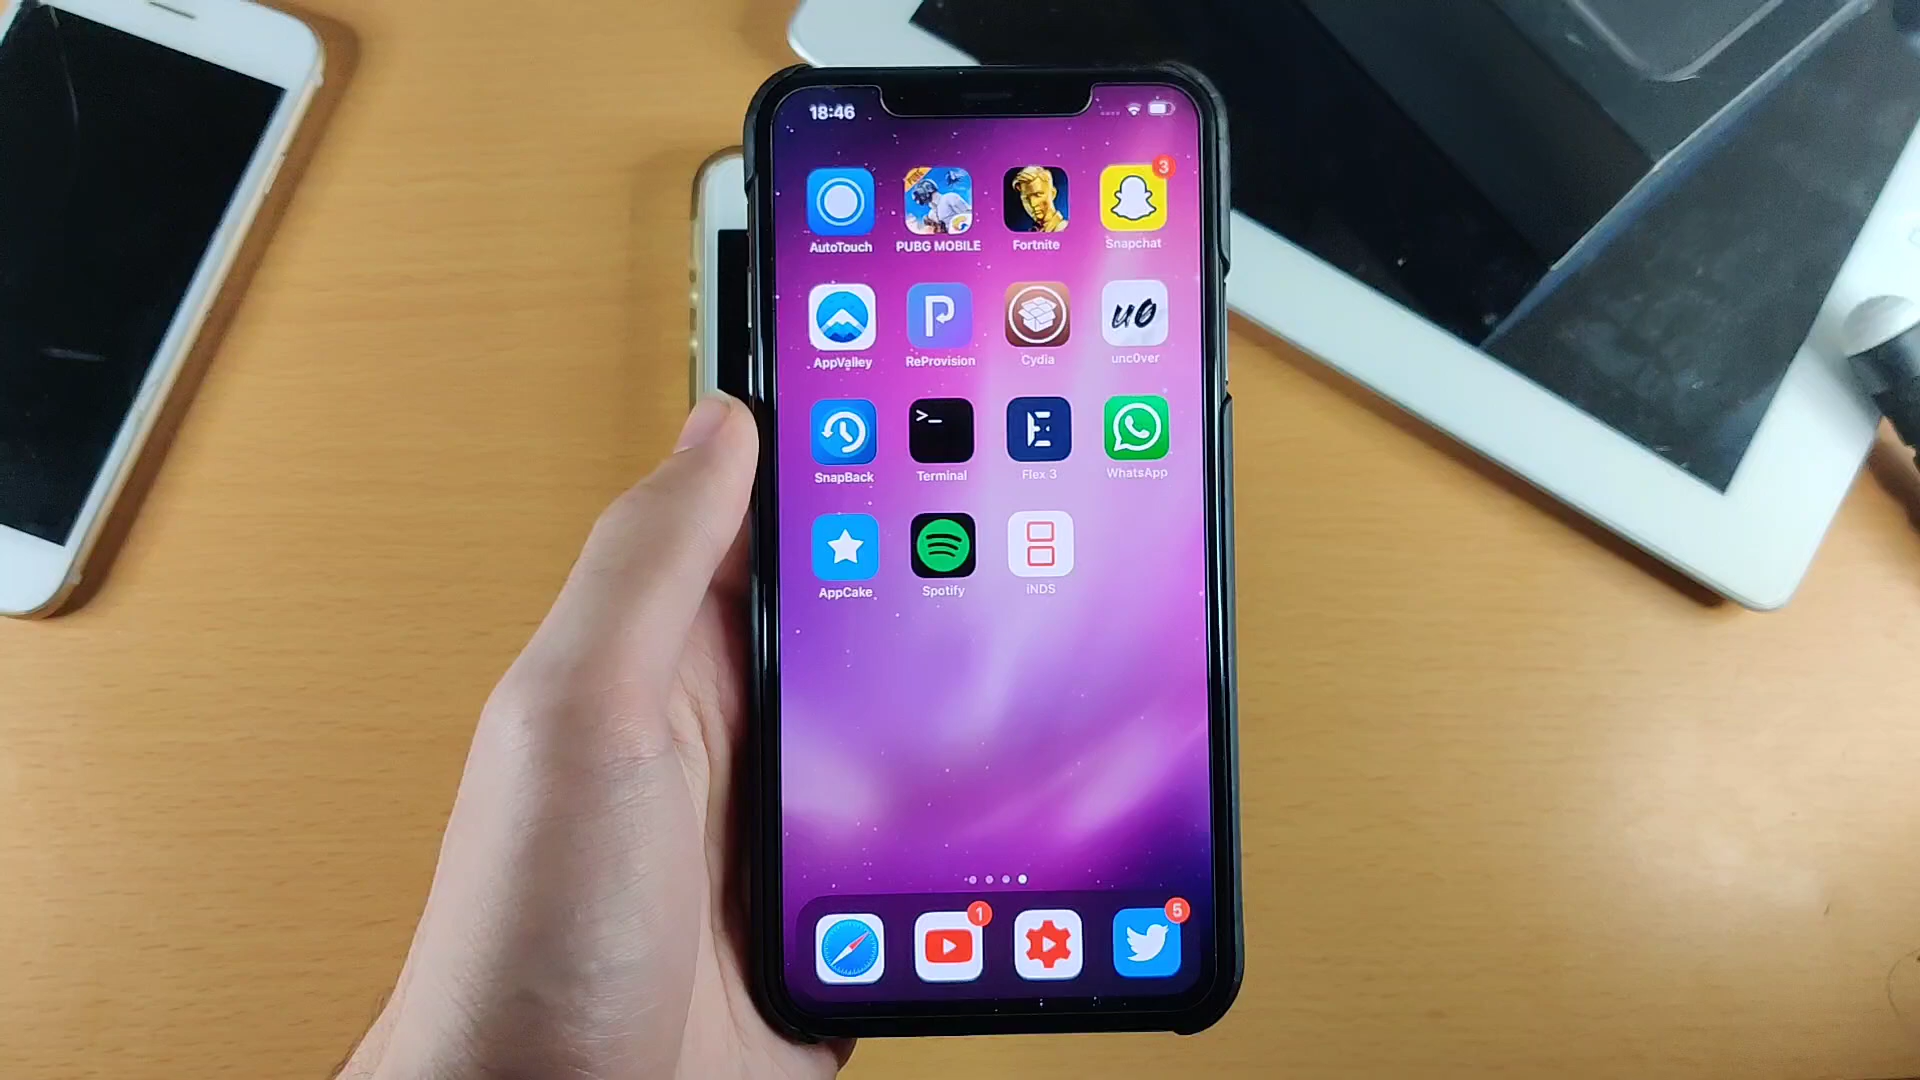 18:46
3
AutoTouch
PUBG MOBILE
Fortnite
Snapchat
P
uo
AppValley
ReProvision
Cydia
unc0ver
>_
E
SnapBack
Terminal
Flex 3
WhatsApp
AppCake
Spotify
iNDS
1
5